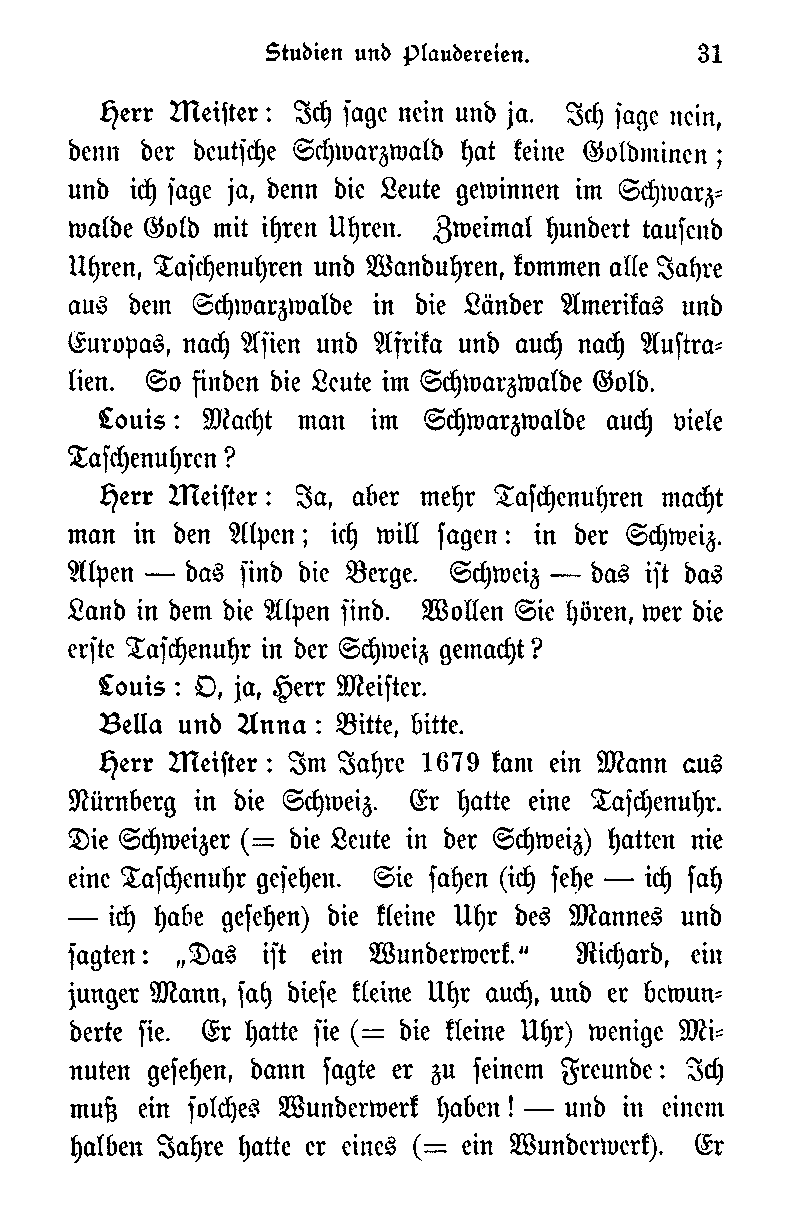 Studien und Plaudereien. 31
Herr Meister: Ich sage nein und ja. Ich sage nein,
denn der deutsche Schwarzwald hat keine Goldminen;
und ich sage ja, denn die Leute gewinnen im Schwarz-
walde Gold mit ihren Uhren. Zweimal hundert tausend
Uhren, Taschenuhren und Wanduhren, kommen alle Jahre
aus dem Schwarzwalde in die Länder Amerikas und
Europas, nach Asien und Afrika und auch nach Austra-
lien. So finden die Leute im Schwarzwalde Gold.
Louis: Macht man im Schwarzwalde auch viele
Taschenuhren?
Herr Meister: Ja, aber mehr Taschenuhren macht
man in den Alpen; ich will sagen: in der Schweiz.
Alpen — das sind die Berge. Schweiz — das ist das
Land in dem die Alpen sind. Wollen Sie hören, wer die
erste Taschenuhr in der Schweiz gemacht?
Louis: O, ja, Herr Meister.
Bella und Anna: Bitte, bitte.
Herr Meister: Im Jahre 1679 kam ein Mann aus
Nürnberg in die Schweiz. Er hatte eine Taschenuhr.
Die Schweizer (= die Leute in der Schweiz) hatten nie
eine Taschenuhr gesehen. Sie sahen (ich sehe — ich sah
— ich habe gesehen) die kleine Uhr des Mannes und
sagten: „Das ist ein Wunderwerk.“ Richard, ein
junger Mann, sah diese kleine Uhr auch, und er bewun-
derte sie. Er hatte sie (= die kleine Uhr) wenige Mi-
nuten gesehen, dann sagte er zu seinem Freunde: Ich
muß ein solches Wunderwerk haben! — und in einem
halben Jahre hatte er eines (= ein Wunderwerk). Er